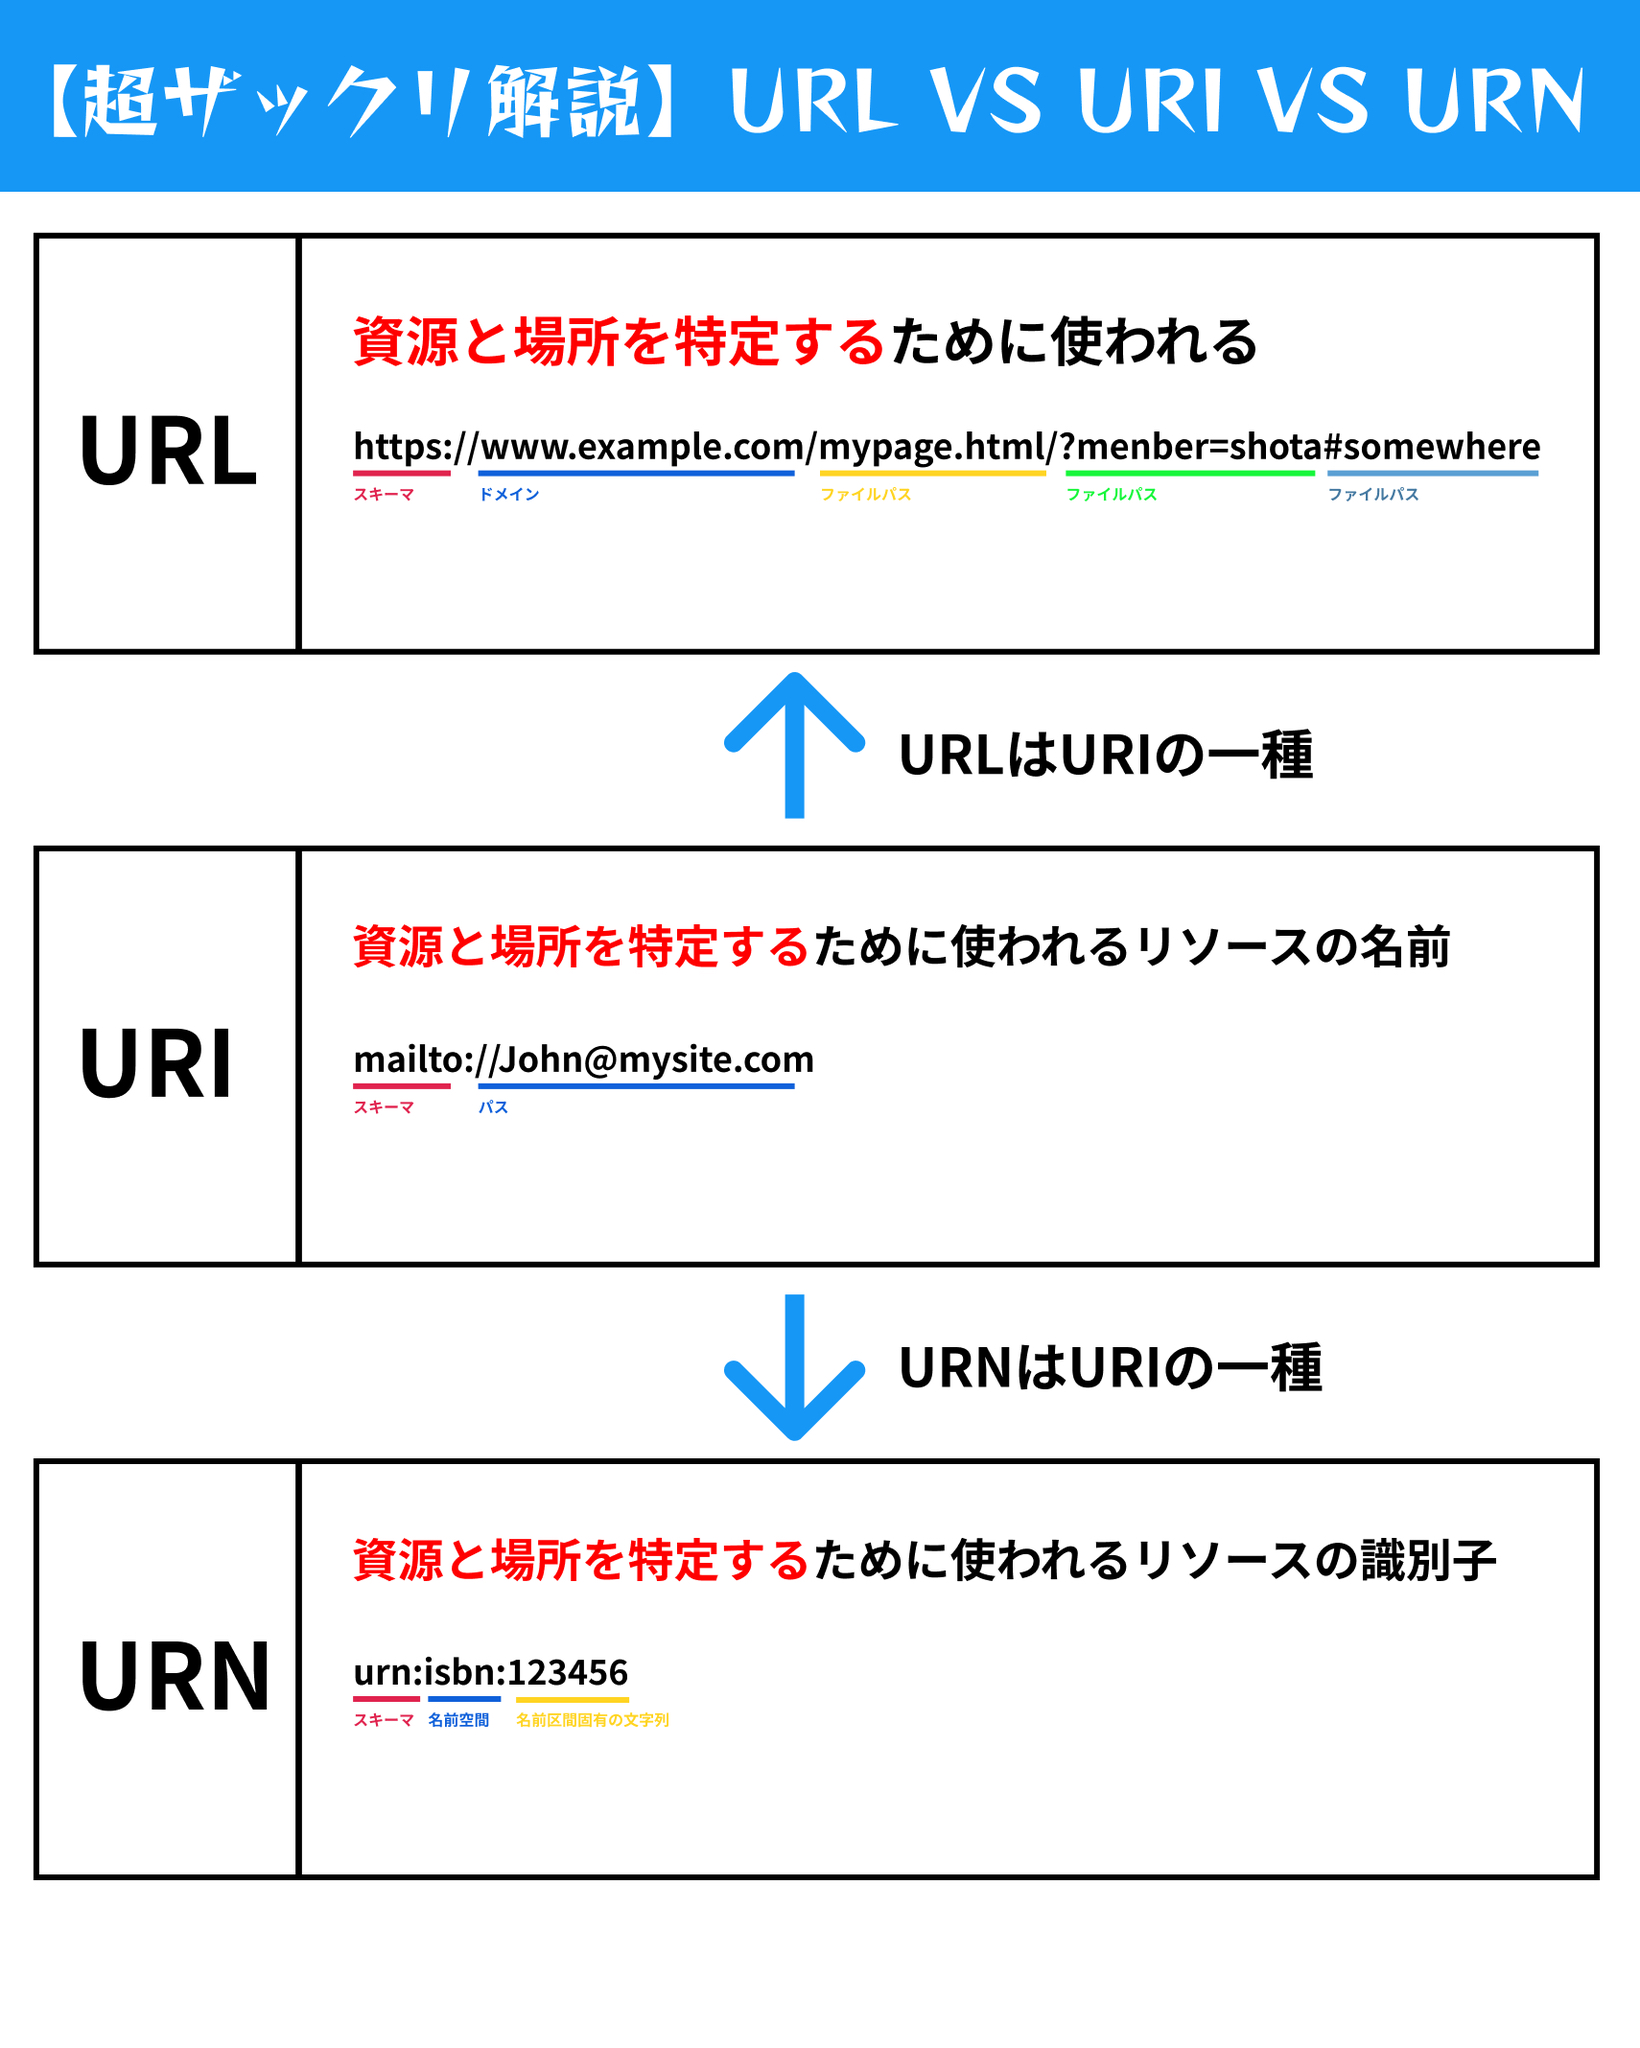 【超ザックリ解説】URL VS URI VS URN
URL
資源と場所を特定するために使われる
https://www.example.com/mypage.html/?menber=shota#somewhere
スキーマ ドメイン ファイルパス ファイルパス ファイルパス
URLはURIの一種
URI
資源と場所を特定するために使われるリソースの名前
mailto://John@mysite.com
スキーマ パス
URNはURIの一種
URN
資源と場所を特定するために使われるリソースの識別子
urn:isbn:123456
スキーマ 名前空間 名前区間固有の文字列